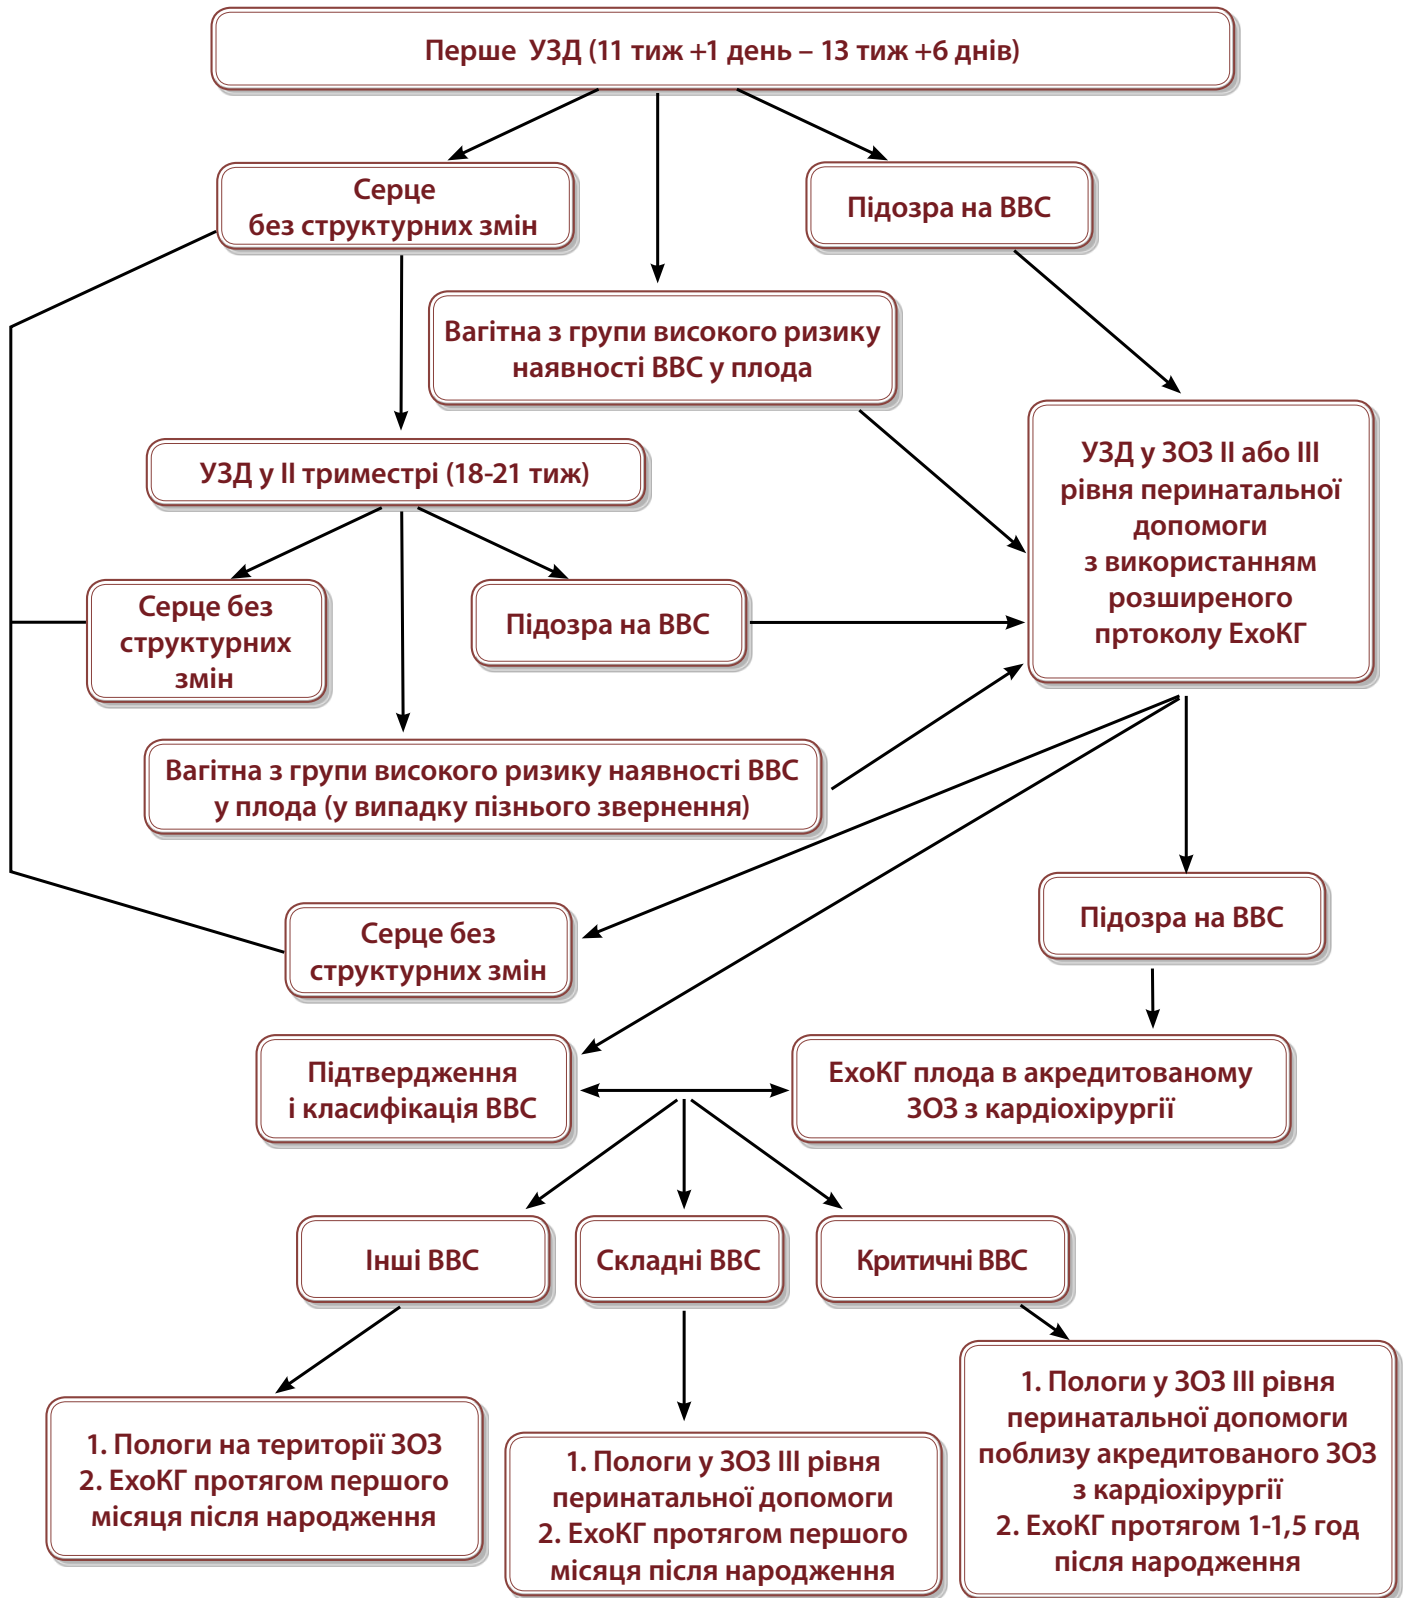 Перше УЗД (11 тиж +1 день – 13 тиж +6 днів)
Серце
без структурних змін
Підозра на ВВС
Вагітна з групи високого ризику
наявності ВВС у плода
УЗД у ЗОЗ ІІ або ІІІ
рівня перинатальної
допомоги
з використанням
розширеного
пртоколу ЕхоКГ
УЗД у ІІ триместрі (18-21 тиж)
Серце без
структурних
змін
Підозра на ВВС
Вагітна з групи високого ризику наявності ВВС
у плода (у випадку пізнього звернення)
Серце без
структурних змін
Підозра на ВВС
Підтвердження
і класифікація ВВС
ЕхоКГ плода в акредитованому
ЗОЗ з кардіохірургії
Інші ВВС
Складні ВВС
Критичні ВВС
1. Пологи на території ЗОЗ
2. ЕхоКГ протягом першого
місяця після народження
1. Пологи у ЗОЗ ІІІ рівня
перинатальної допомоги
2. ЕхоКГ протягом першого
місяця після народження
1. Пологи у ЗОЗ ІІІ рівня
перинатальної допомоги
поблизу акредитованого ЗОЗ
з кардіохірургії
2. ЕхоКГ протягом 1-1,5 год
після народження